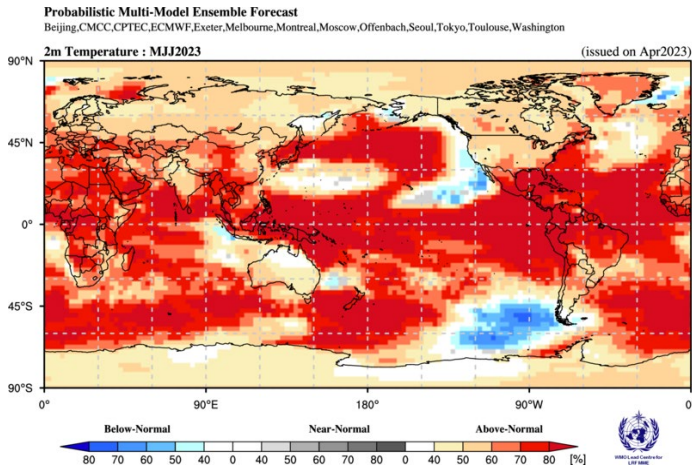 Probabilistic Multi-Model Ensemble Forecast
Beijing,CMCC,CPTEC,ECMWF,Exeter,Melbourne,Montreal,Moscow,Offenbach,Seoul,Tokyo,Toulouse,Washington
2m Temperature : MJJ2023 (issued on Apr2023)
90°N
45°N
0°
45°S
90°S
0° 90°E 180° 90°W 0
Below-Normal Near-Normal Above-Normal
80 70 60 50 40 0 40 50 60 70 80 0 40 50 60 70 80 [%]
WMO Lead Centre for
LRF MME